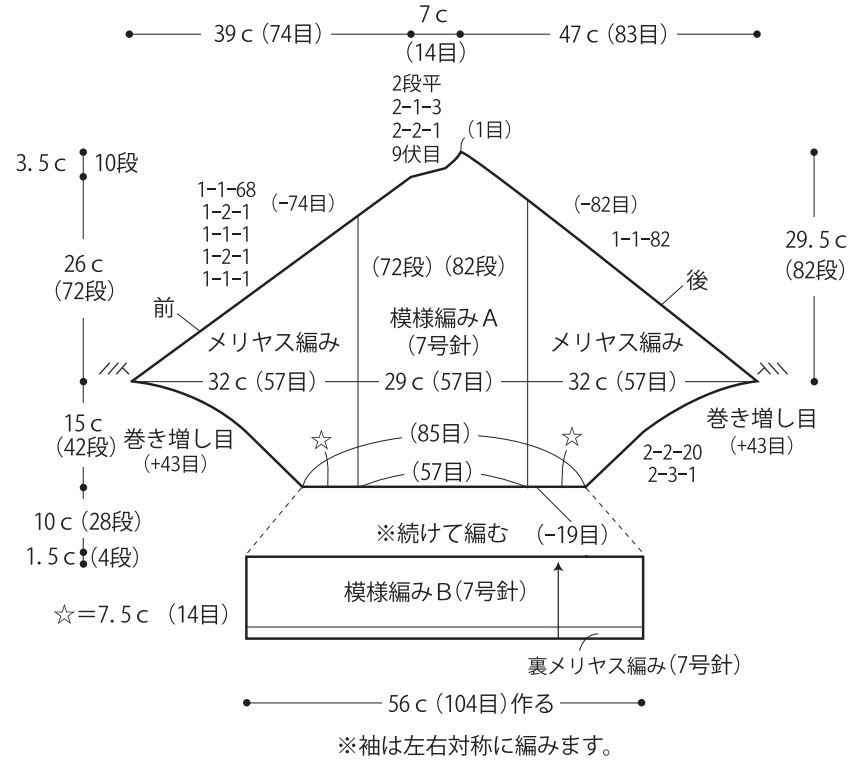 7c
39c(74目)
47c(83目)
(14目)
2段平
2-1-3
2-2-1
9伏目
(1目)
3.5c
10段
1-1-68
1-2-1
1-1-1
1-2-1
1-1-1
(-74目)
(-82目)
1-1-82
26c
(72段)
29.5c
(82段)
(72段)(82段)
前
後
模様編みA
(7号針)
メリヤス編み
メリヤス編み
32c(57目)
29c(57目)
32c(57目)
15c
(42段)
巻き増し目
(+43目)
巻き増し目
(+43目)
☆
(85目)
☆
2-2-20
2-3-1
(57目)
10c(28段)
※続けて編む
(-19目)
1.5c(4段)
模様編みB(7号針)
☆=7.5c (14目)
裏メリヤス編み(7号針)
56c(104目)作る
※袖は左右対称に編みます。